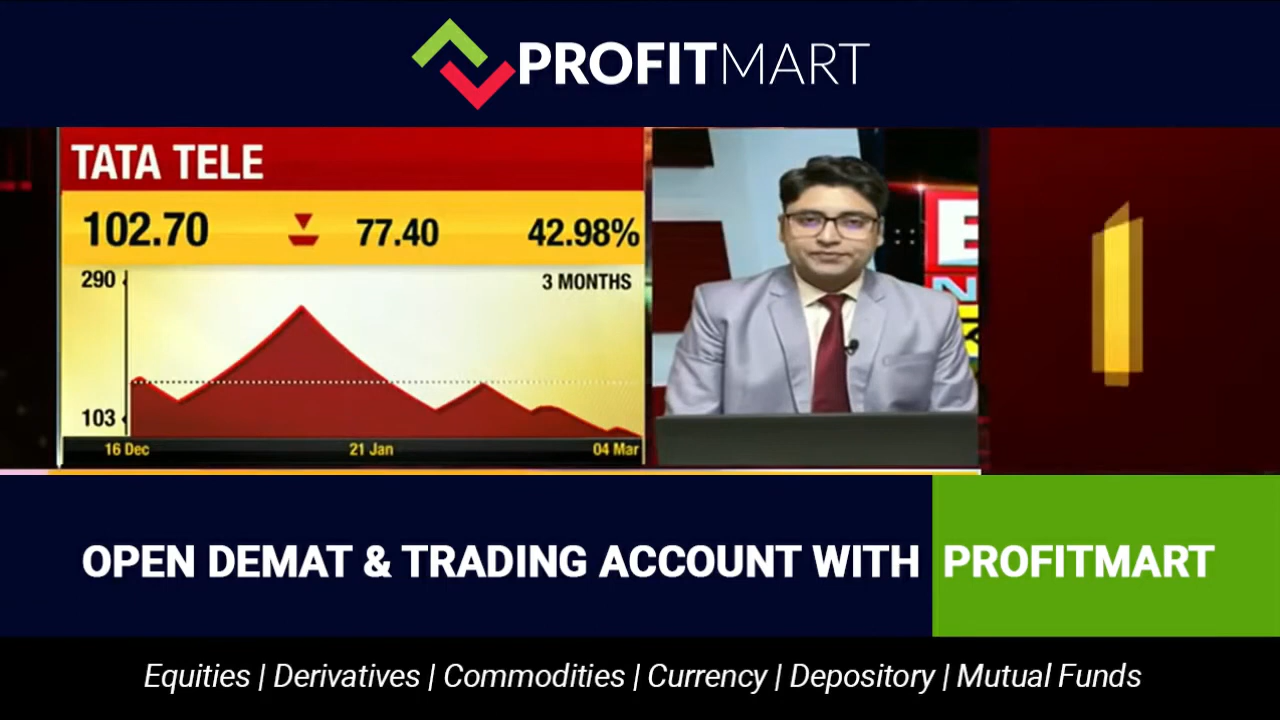 PROFITMART
TATA TELE
102.70 77.40 42.98%
290
3 MONTHS
103
16 Dec 21 Jan 04 Mar
OPEN DEMAT & TRADING ACCOUNT WITH PROFITMART
Equities | Derivatives | Commodities | Currency | Depository | Mutual Funds